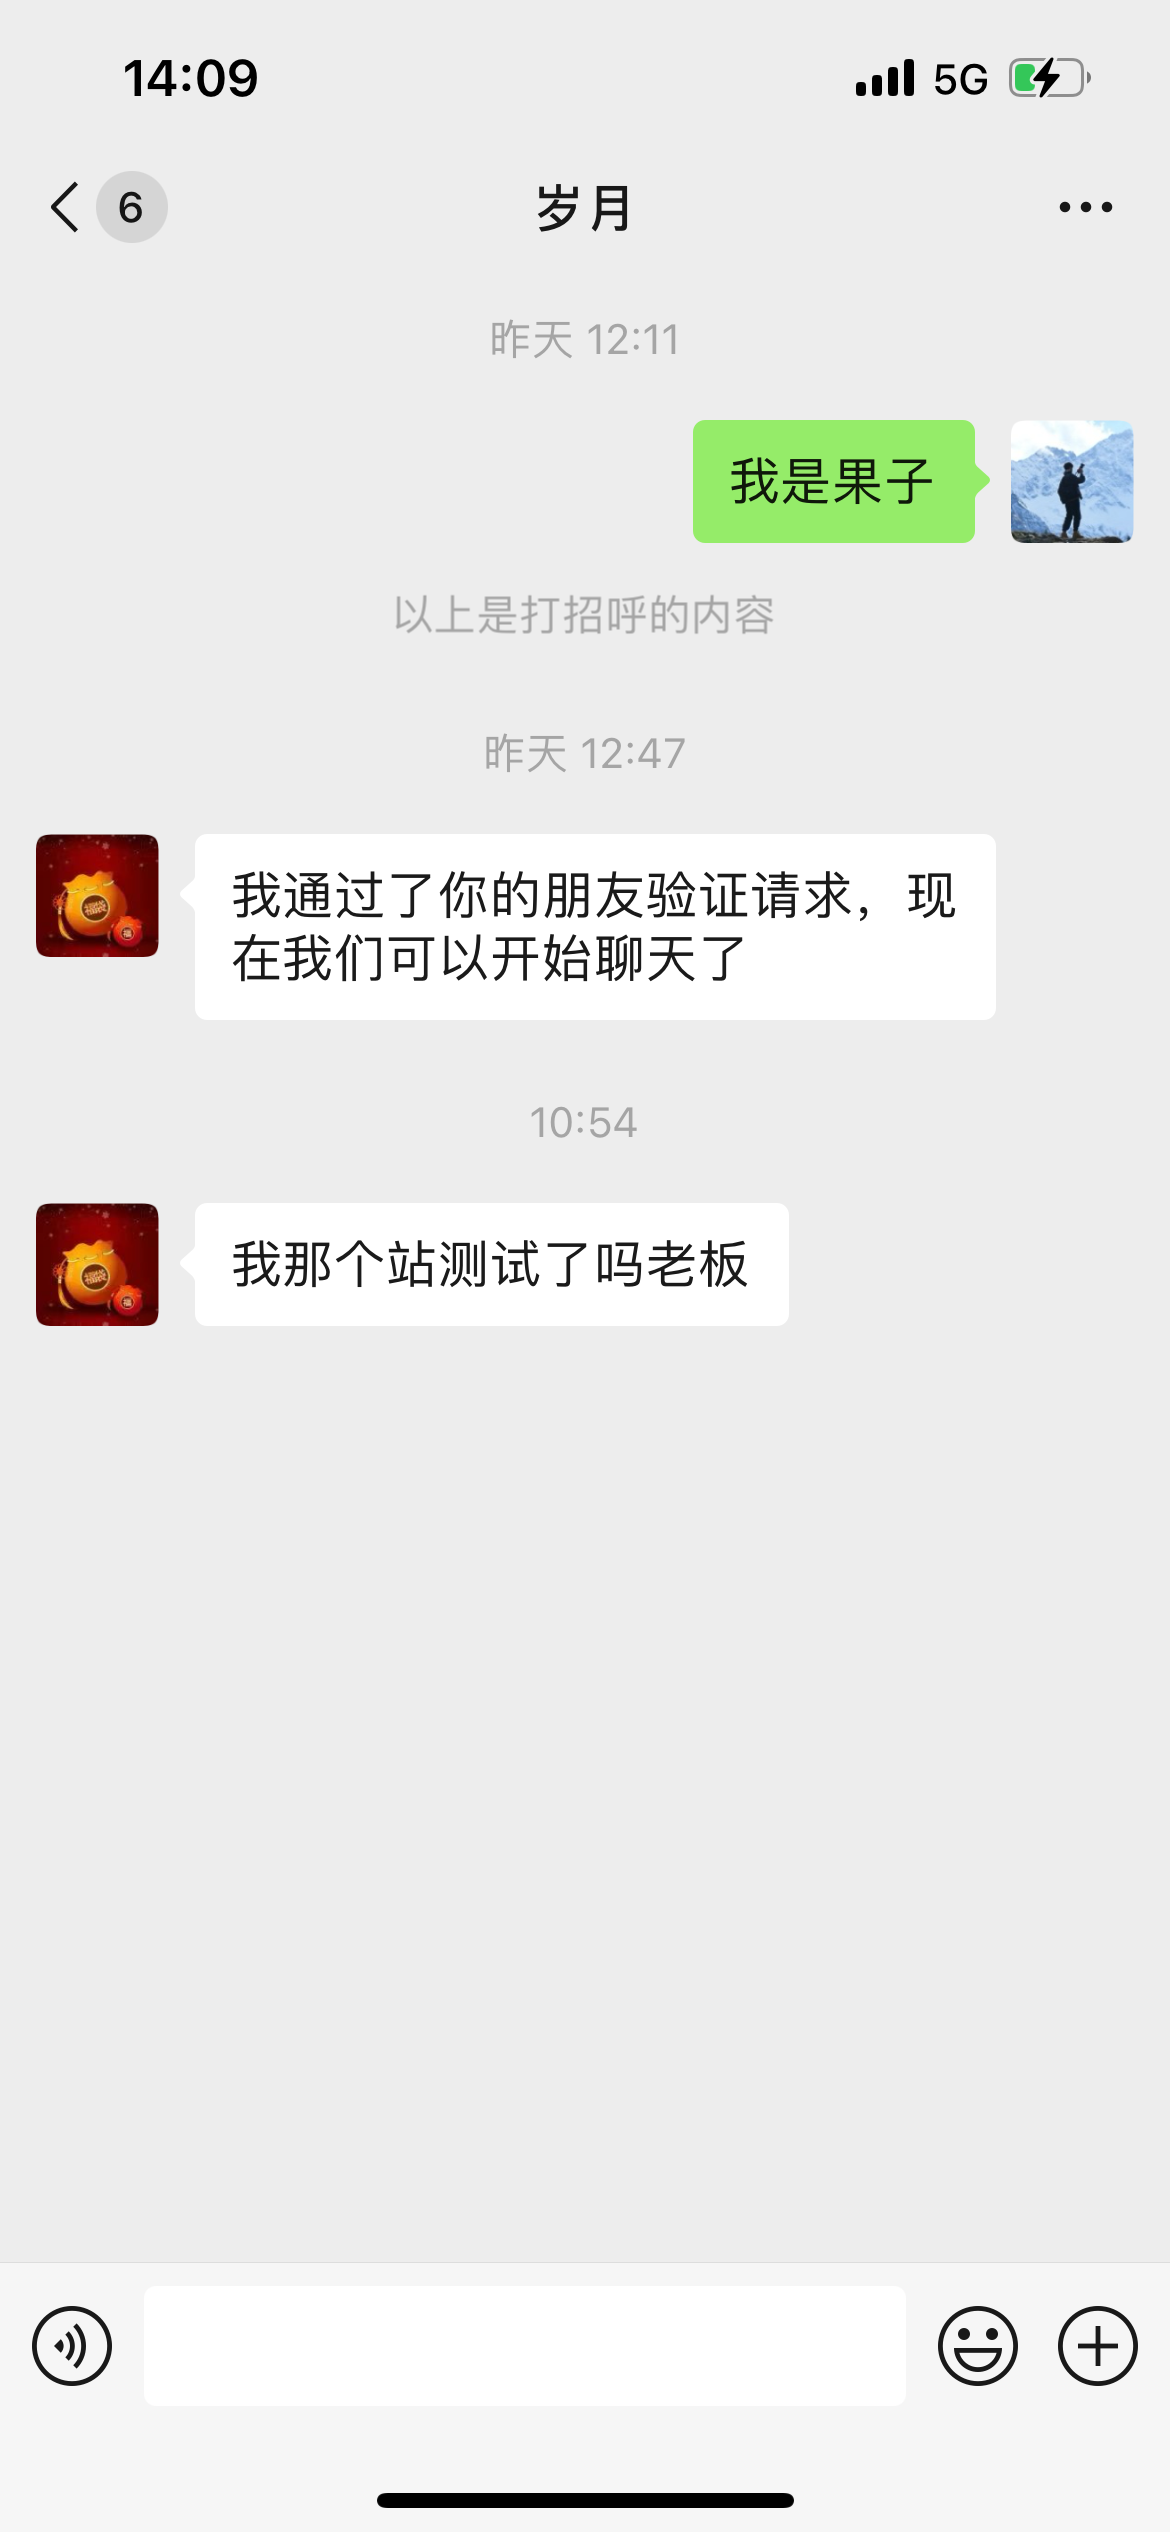 14:09
5G
6
岁月
昨天 12:11
我是果子
以上是打招呼的内容
昨天 12:47
我通过了你的朋友验证请求，现
在我们可以开始聊天了
10:54
我那个站测试了吗老板